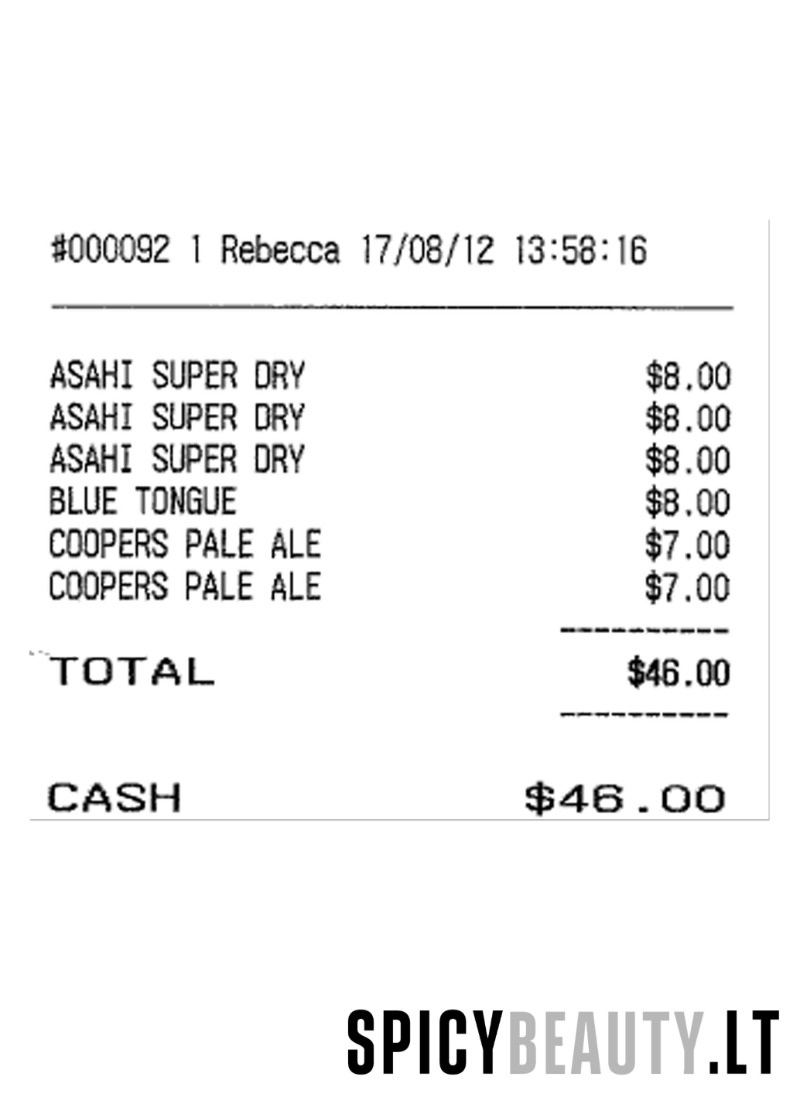 #000092 1 Rebecca 17/08/12 13:58:16
ASAHI SUPER DRY $8.00
ASAHI SUPER DRY $8.00
ASAHI SUPER DRY $8.00
BLUE TONGUE $8.00
COOPERS PALE ALE $7.00
COOPERS PALE ALE $7.00
TOTAL $46.00
CASH $46.00
SPICYBEAUTY.LT